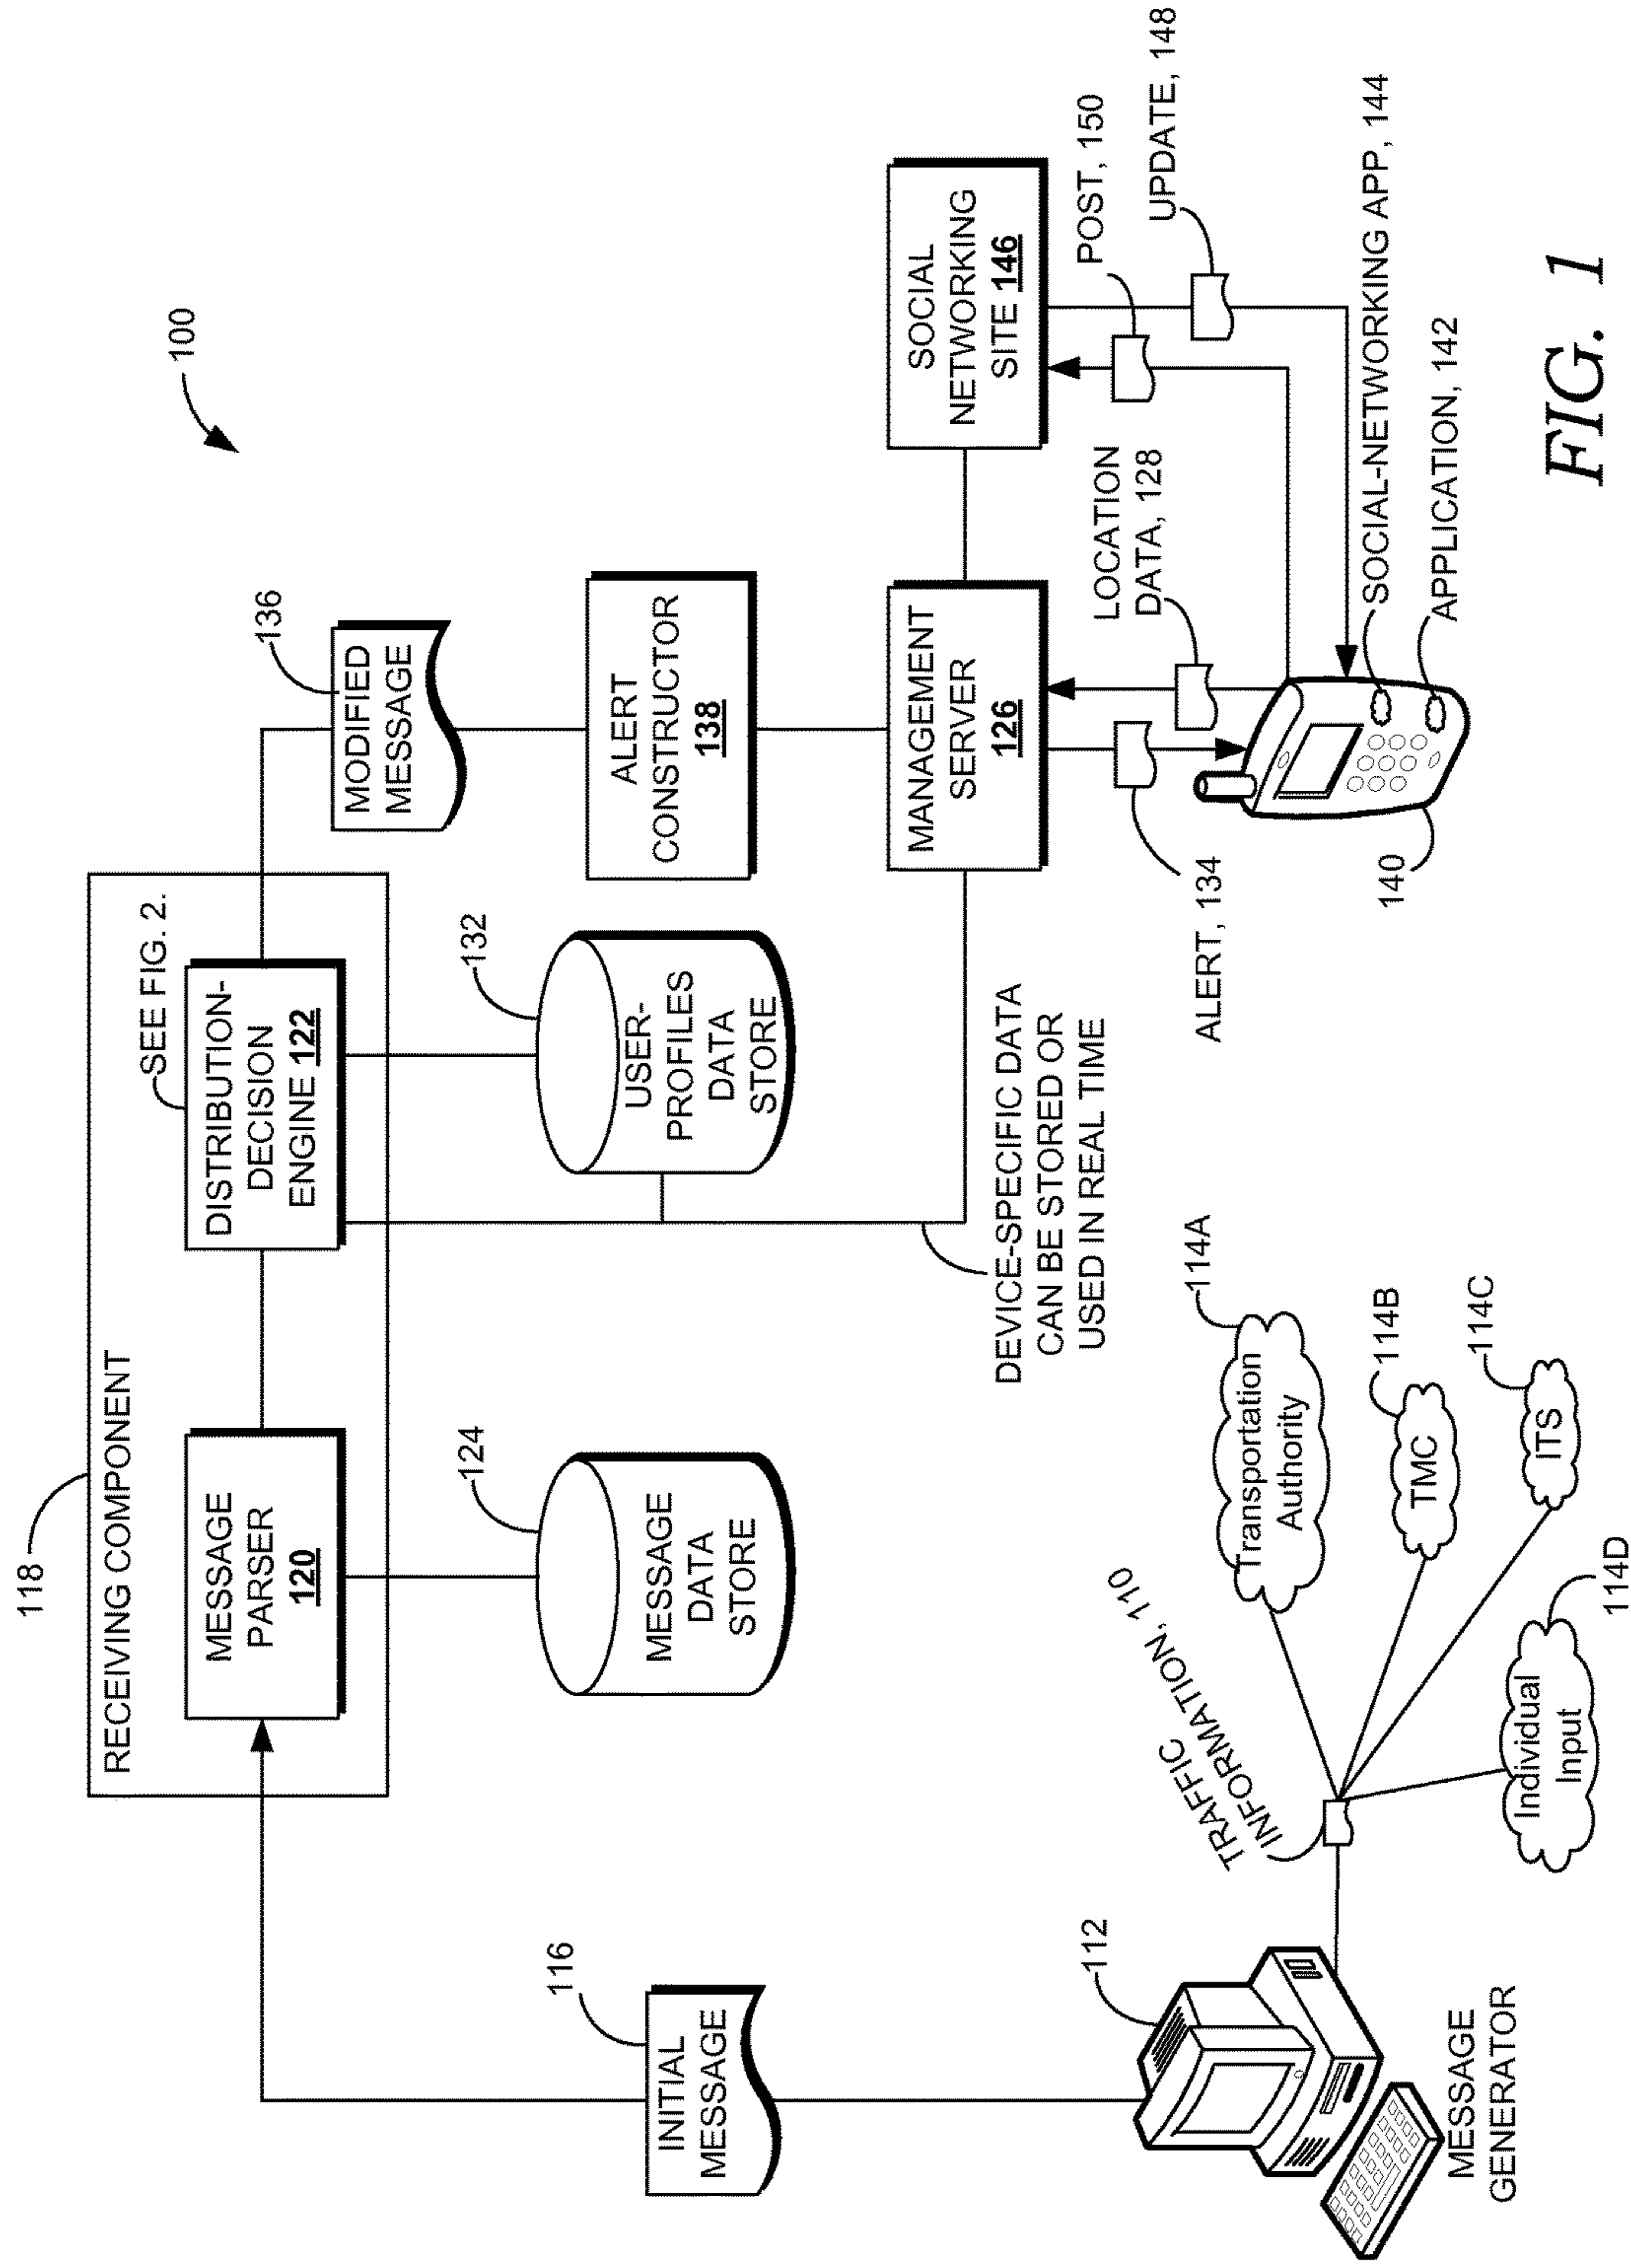 100
118
RECEIVING COMPONENT
SEE FIG. 2.
MESSAGE
PARSER
120
DISTRIBUTION-
DECISION
ENGINE 122
136
MODIFIED
MESSAGE
124
MESSAGE
DATA
STORE
132
USER-
PROFILES
DATA
STORE
ALERT
CONSTRUCTOR
138
116
INITIAL
MESSAGE
MANAGEMENT
SERVER
126
SOCIAL
NETWORKING
SITE 146
DEVICE-SPECIFIC DATA
CAN BE STORED OR
USED IN REAL TIME
LOCATION
DATA, 128
POST, 150
UPDATE, 148
ALERT, 134
140
SOCIAL-NETWORKING APP, 144
APPLICATION, 142
112
MESSAGE
GENERATOR
TRAFFIC
INFORMATION, 110
114A
Transportation
Authority
114B
TMC
114C
ITS
114D
Individual
Input
FIG. 1